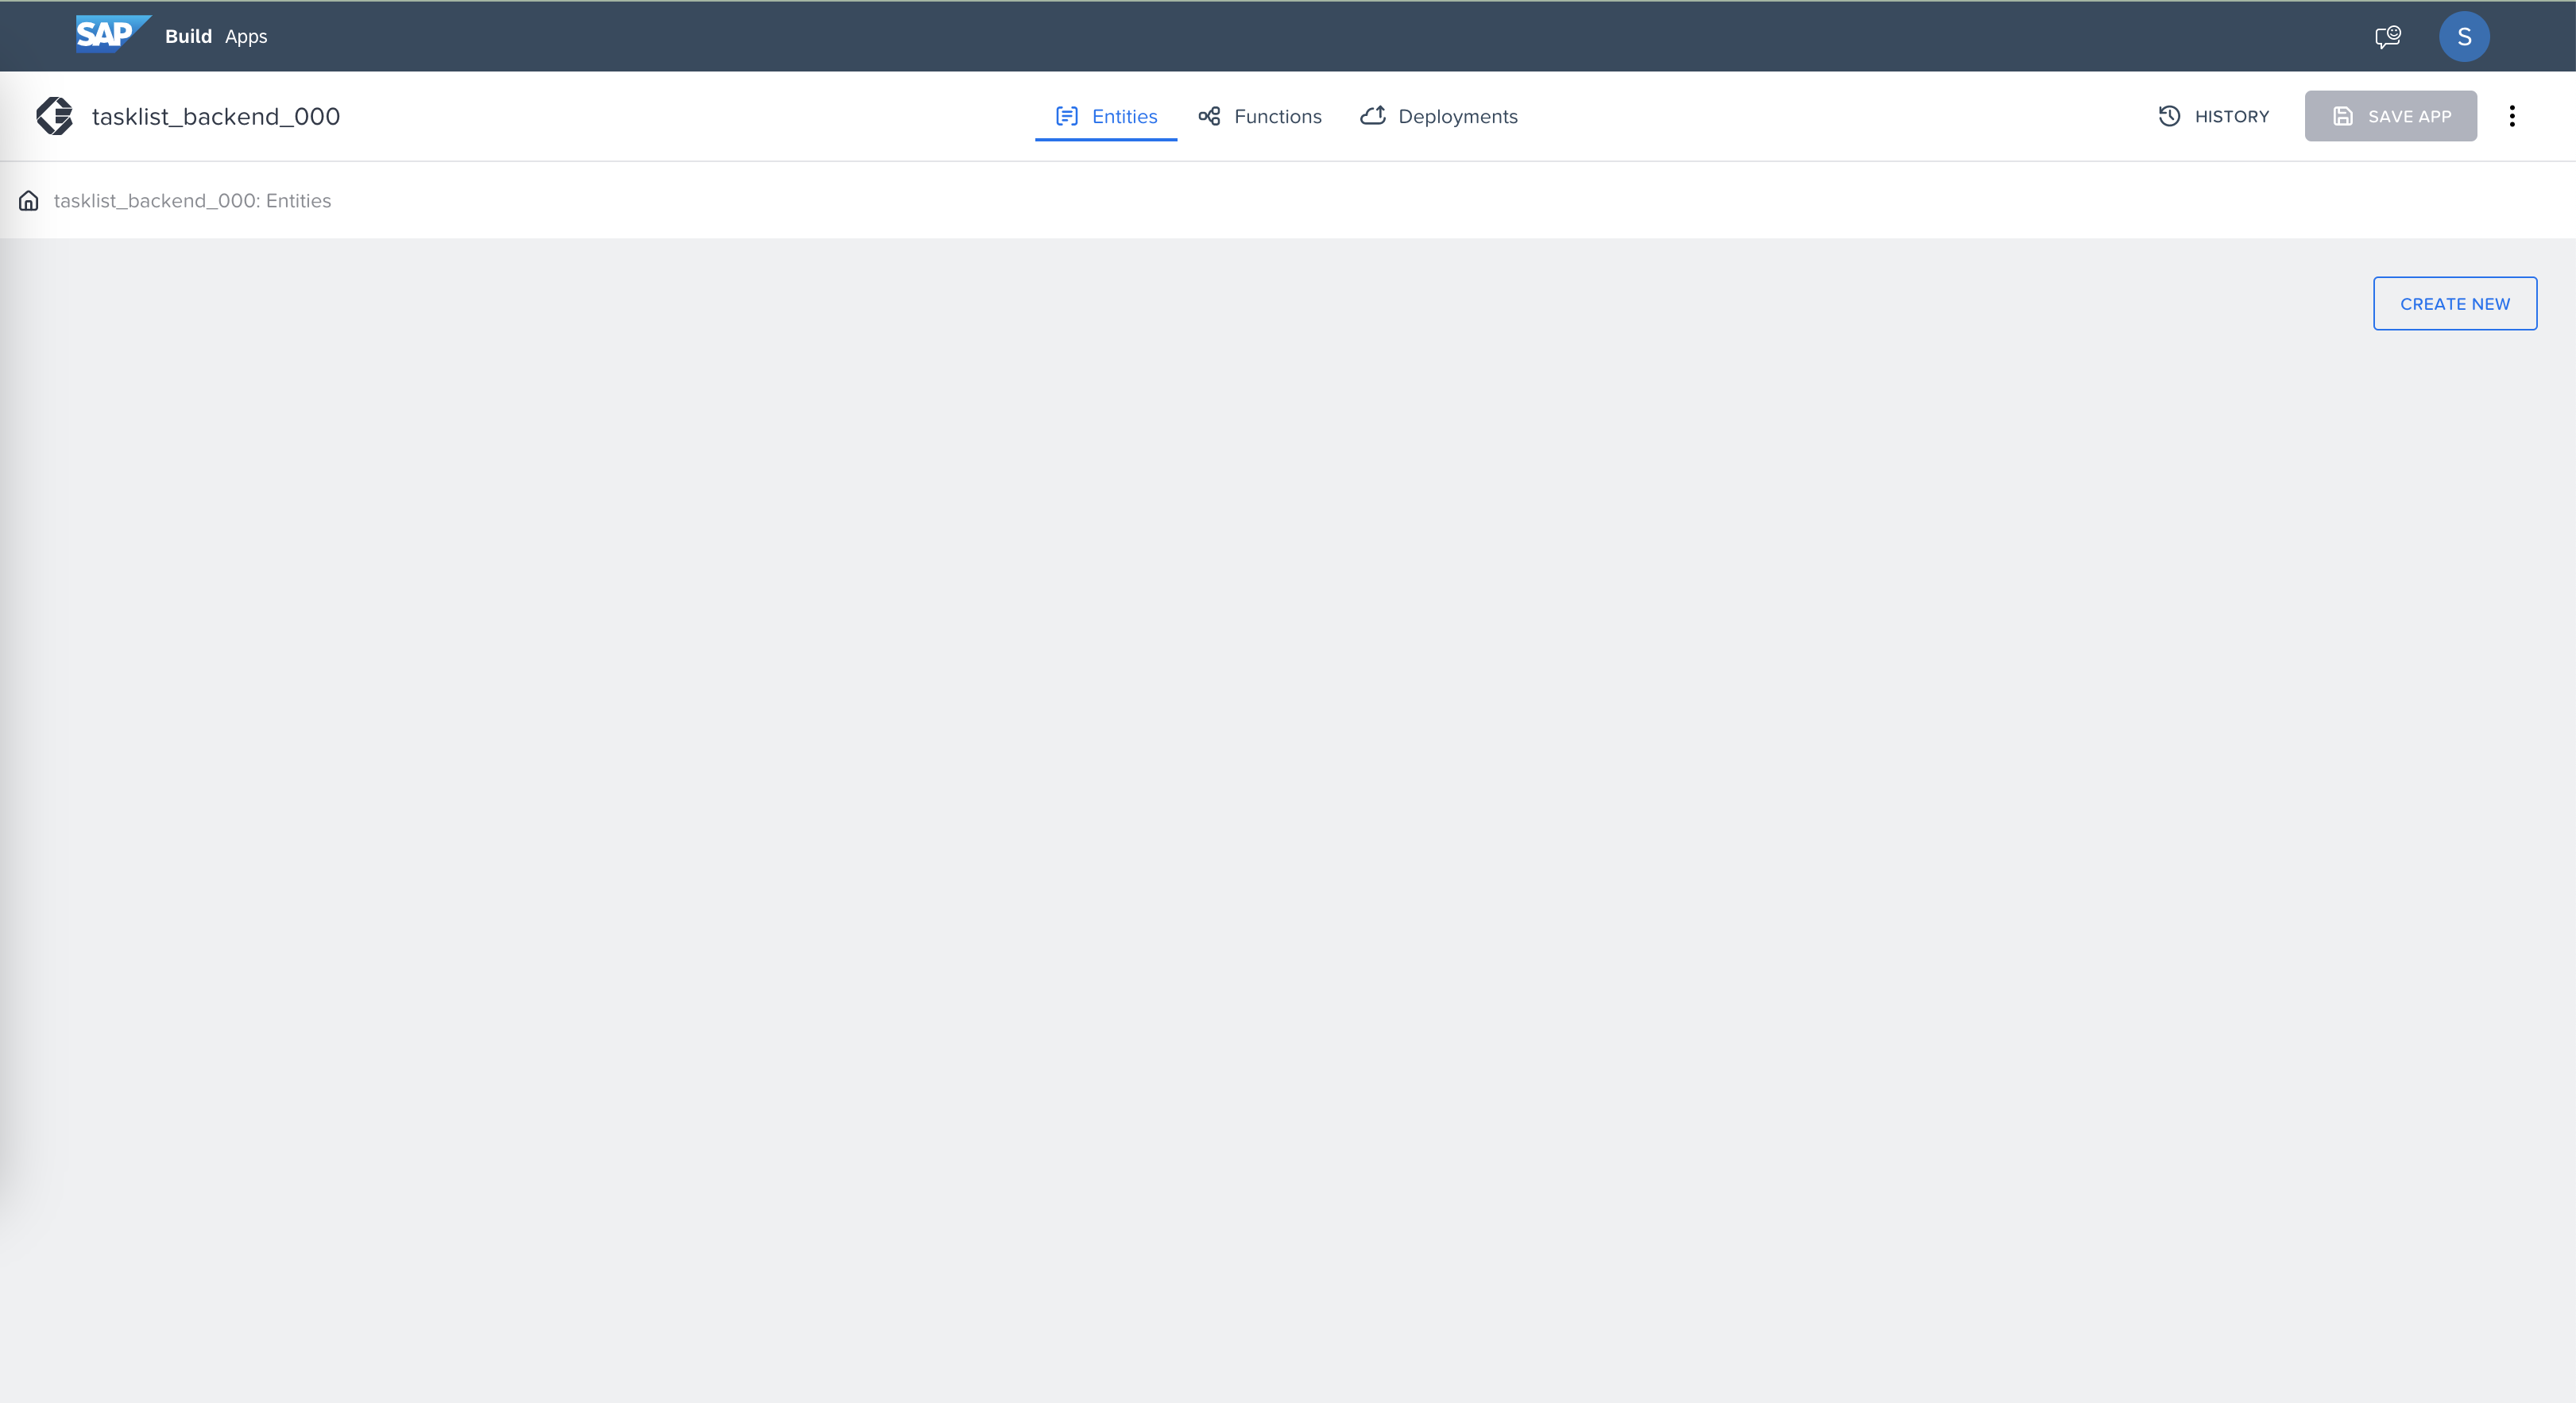 SAP Build Apps
S
tasklist_backend_000
Entities
Functions
Deployments
HISTORY
SAVE APP
tasklist_backend_000: Entities
CREATE NEW